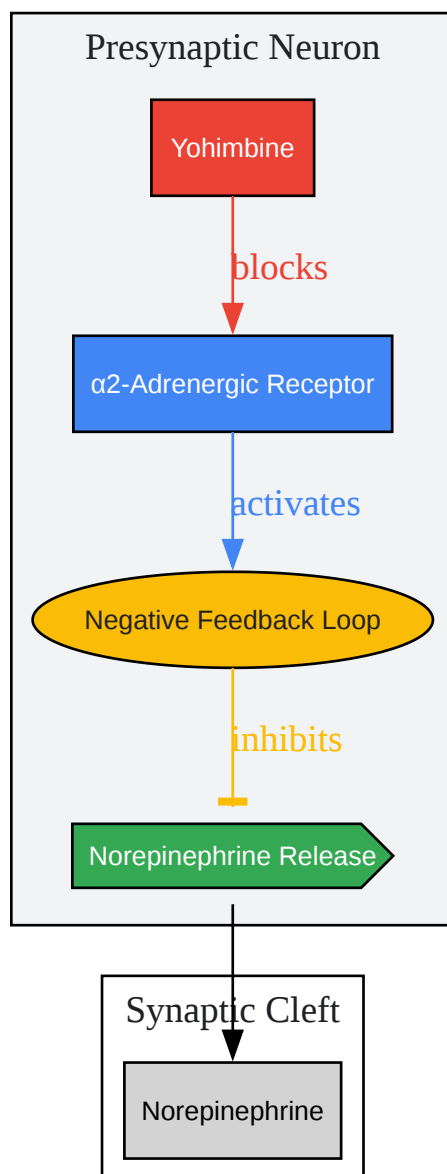 Presynaptic Neuron
Yohimbine
blocks
α2-Adrenergic Receptor
activates
Negative Feedback Loop
inhibits
Norepinephrine Release
Synaptic Cleft
Norepinephrine